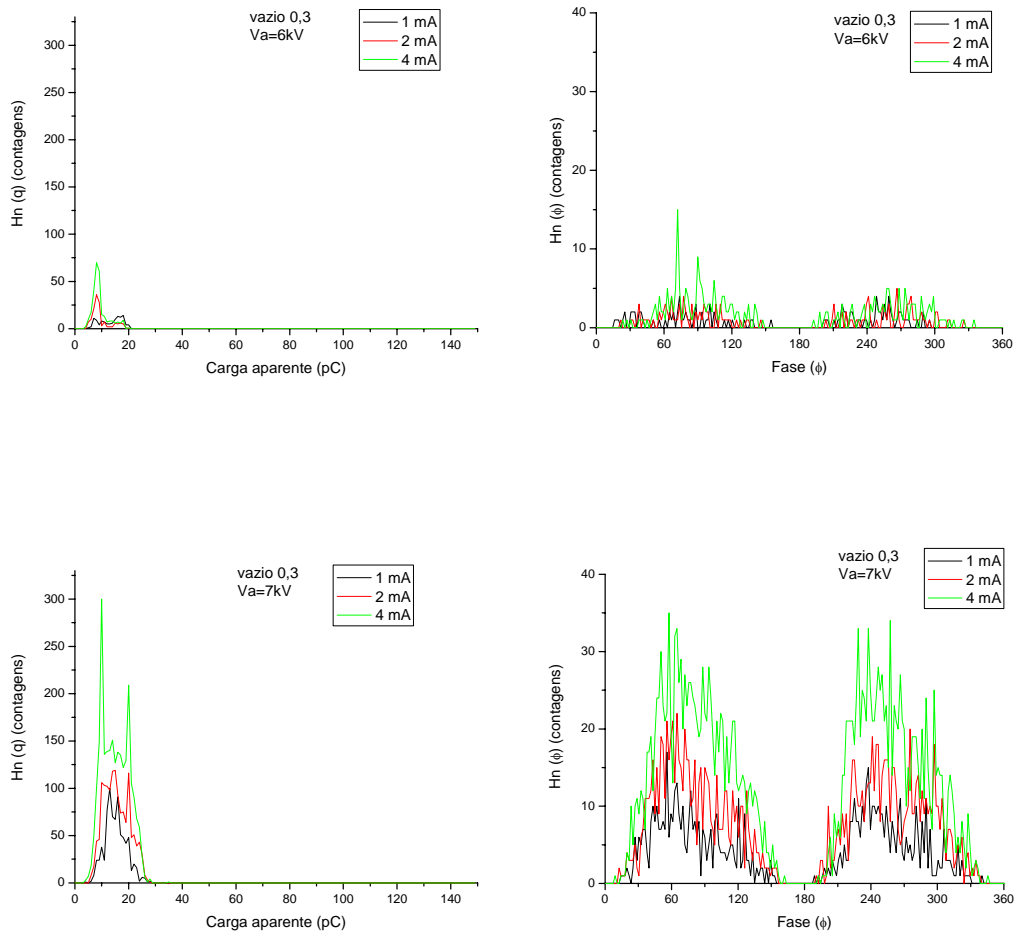 vazio 0,3
Va=6kV
1 mA
2 mA
4 mA
Hn (q) (contagens)
300
250
200
150
100
50
0
0 20 40 60 80 100 120 140
Carga aparente (pC)
vazio 0,3
Va=6kV
1 mA
2 mA
4 mA
Hn (ϕ) (contagens)
40
30
20
10
0
0 60 120 180 240 300 360
Fase (ϕ)
vazio 0,3
Va=7kV
1 mA
2 mA
4 mA
Hn (q) (contagens)
300
250
200
150
100
50
0
0 20 40 60 80 100 120 140
Carga aparente (pC)
vazio 0,3
Va=7kV
1 mA
2 mA
4 mA
Hn (ϕ) (contagens)
40
30
20
10
0
0 60 120 180 240 300 360
Fase (ϕ)